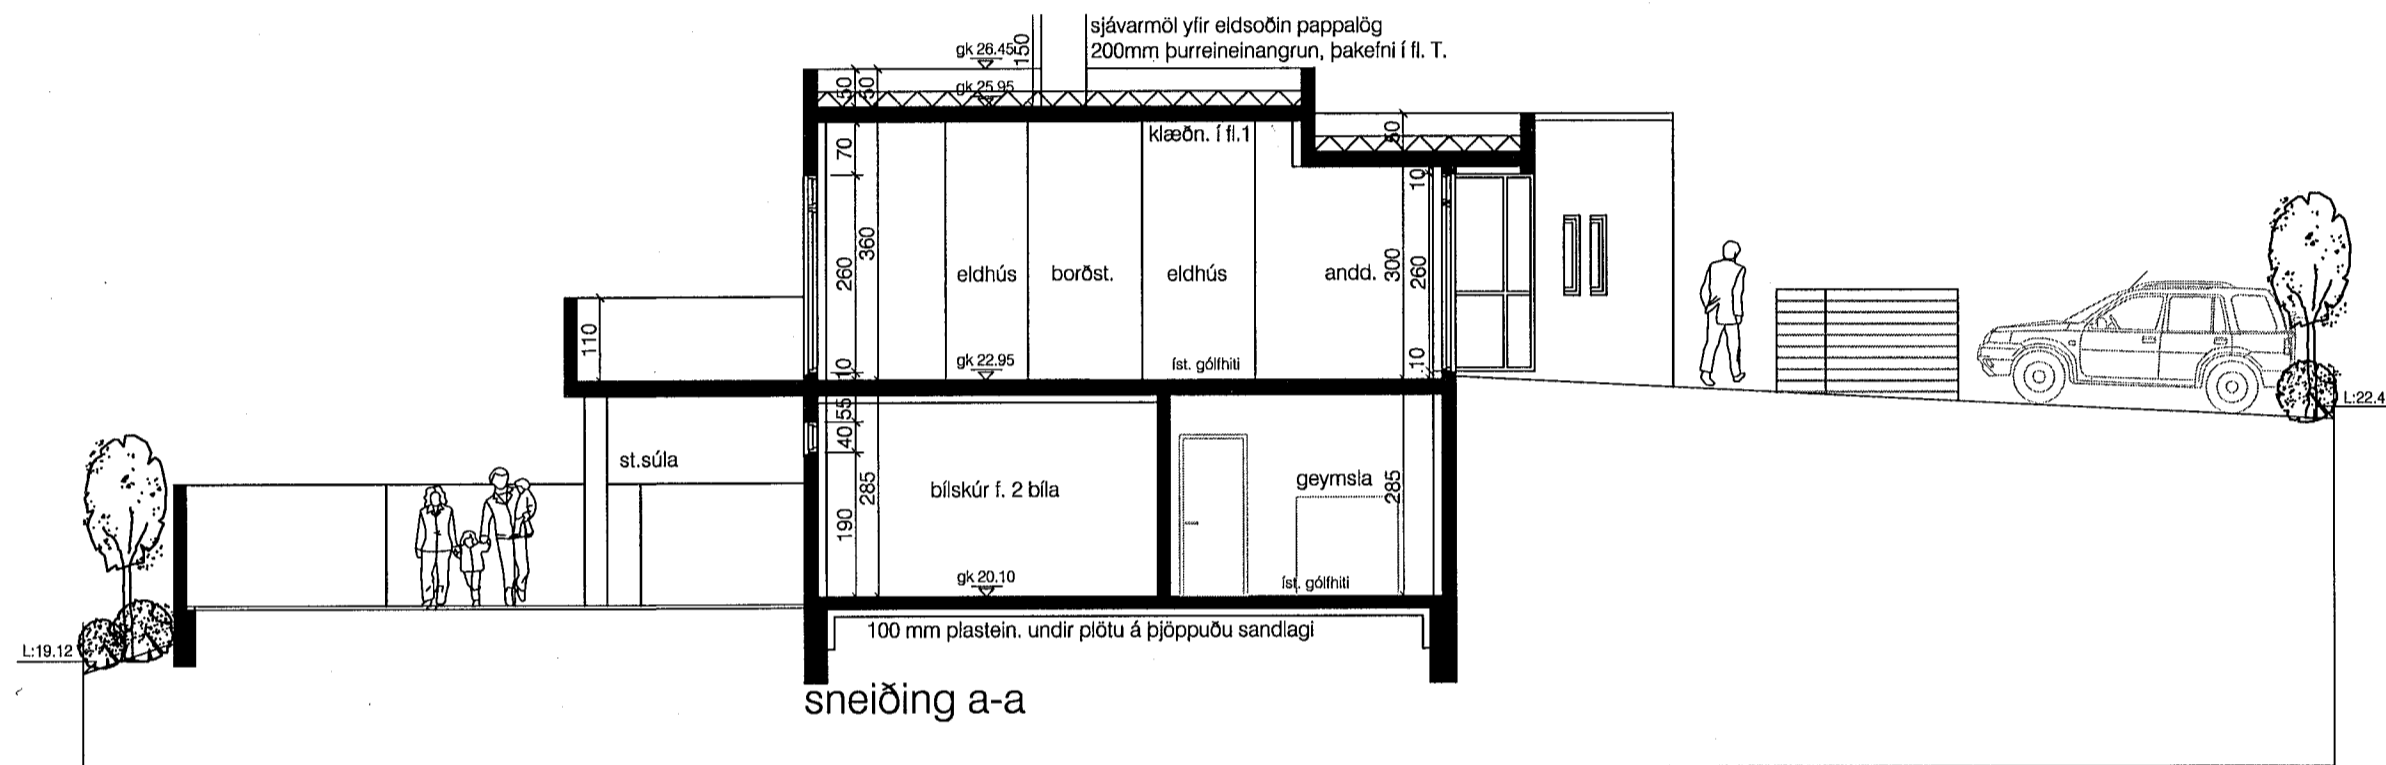 sjávarmöl yfir eldsoðin pappalög
200mm þurreineinangrun, þakefni í fl. T.
gk 26.45
150
gk 25.95
50
50
50
klæðn. í fl.1
70
10
360
260
eldhús
borðst.
eldhús
andd.
300
260
110
gk 22.95
íst. gólfhiti
10
10
L:22.4
55
40
st.súla
285
190
bílskúr f. 2 bíla
geymsla
285
gk 20.10
íst. gólfhiti
100 mm plastein. undir plötu á þjöppuðu sandlagi
L:19.12
sneiðing a-a